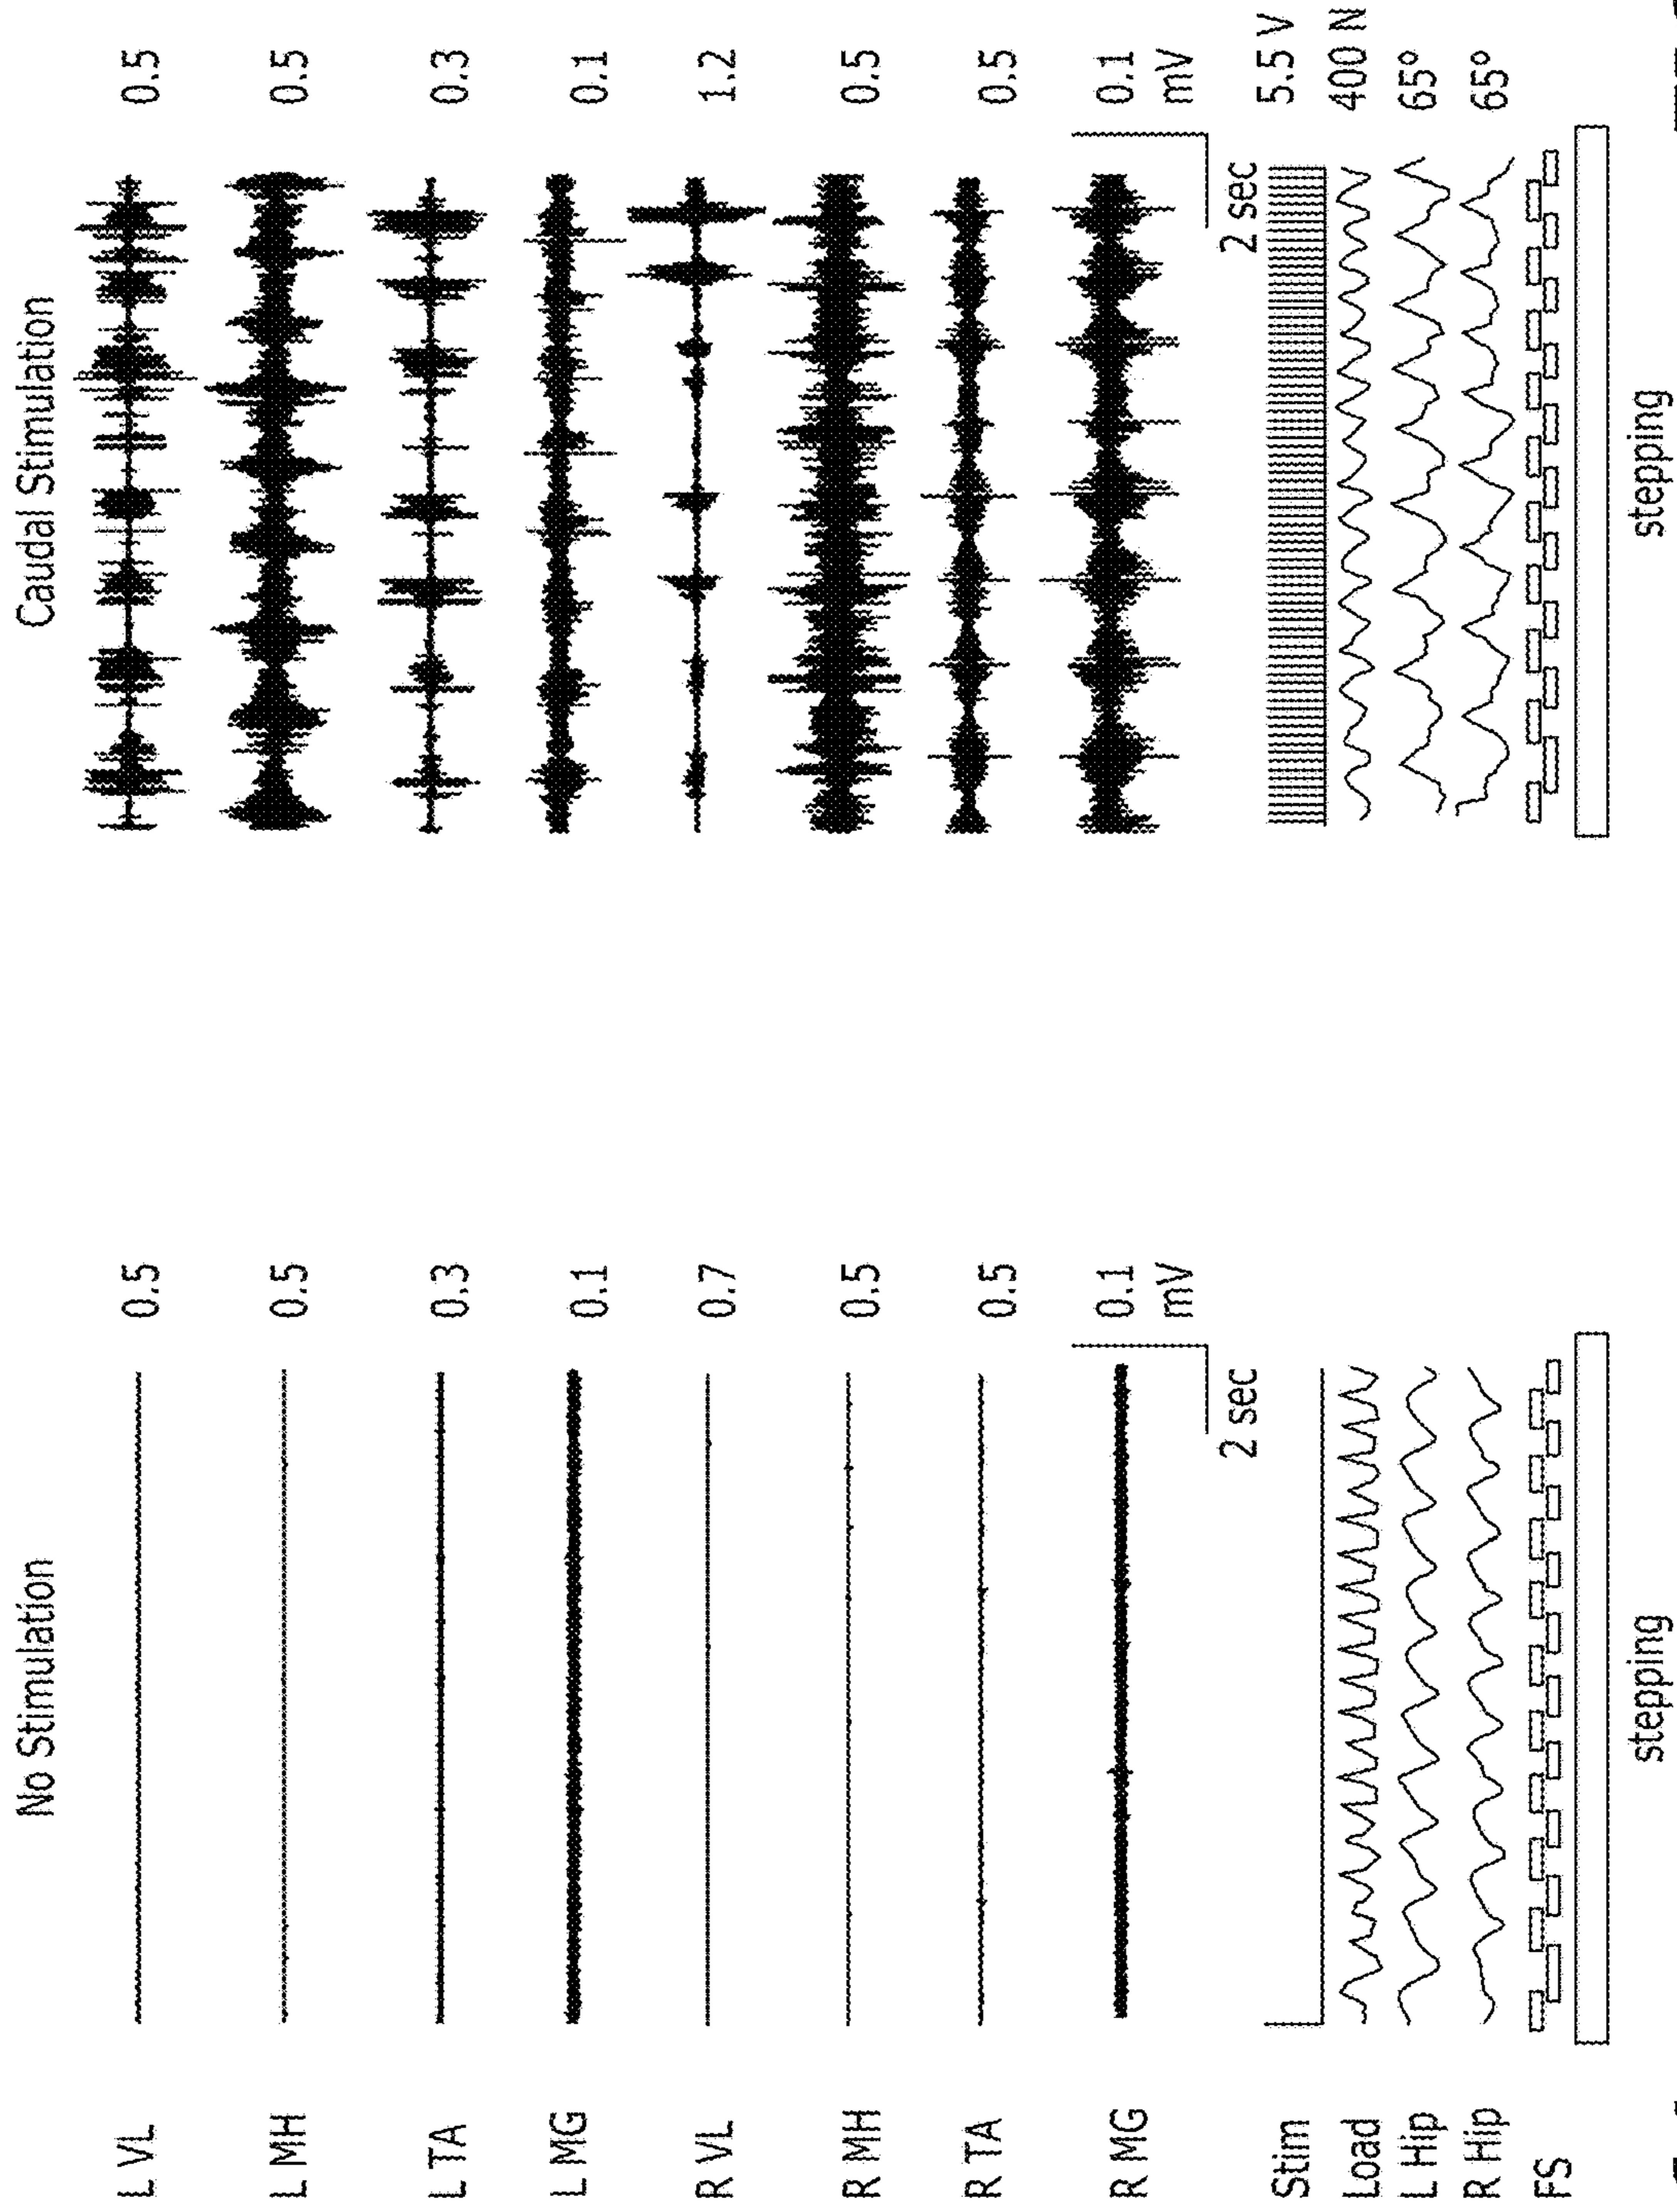 No Stimulation
Caudal Stimulation
L VL
0.5
0.5
L MH
0.5
0.5
L TA
0.3
0.3
L MG
0.1
0.1
R VL
0.7
1.2
R MH
0.5
0.5
R TA
0.5
0.5
R MG
0.1
0.1
mV
mV
2 sec
2 sec
Stim
5.5 V
Load
400 N
L Hip
65°
R Hip
65°
FS
stepping
stepping